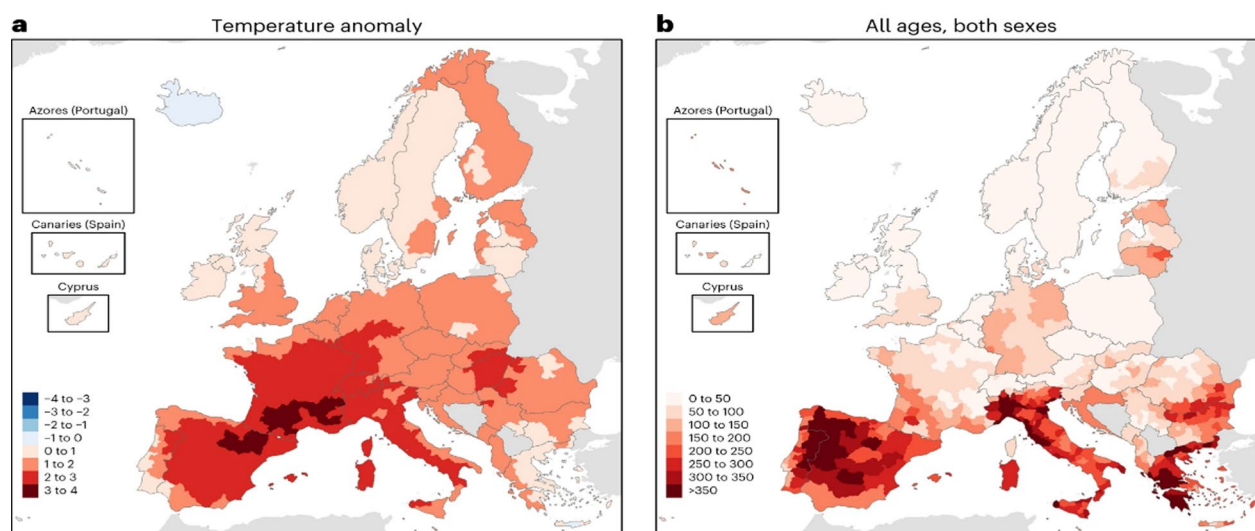 a Temperature anomaly
Azores (Portugal)
Canaries (Spain)
Cyprus
−4 to −3
−3 to −2
−2 to −1
−1 to 0
0 to 1
1 to 2
2 to 3
3 to 4
b All ages, both sexes
Azores (Portugal)
Canaries (Spain)
Cyprus
0 to 50
50 to 100
100 to 150
150 to 200
200 to 250
250 to 300
300 to 350
>350